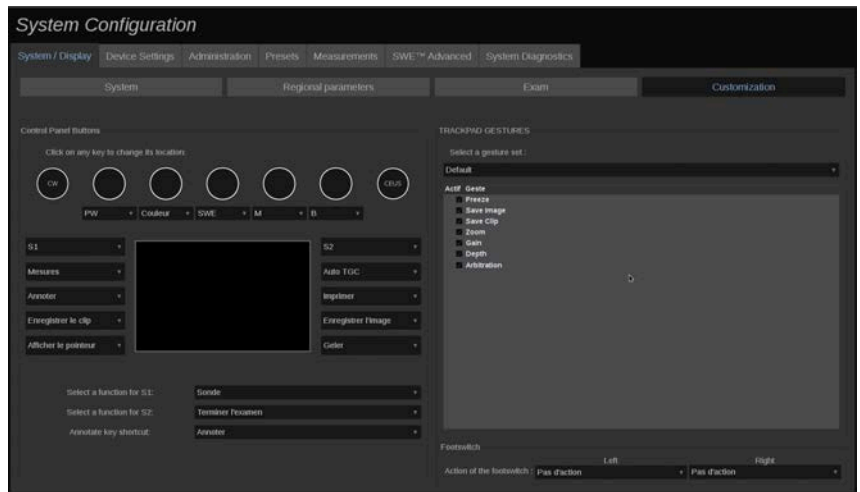 System Configuration
System / Display Device Settings Administration Presets Measurements SWE™ Advanced System Diagnostics
System Regional parameters Exam Customization
Control Panel Buttons
Click on any key to change its location:
CW CEUS
PW Couleur SWE M B
S1 S2
Mesures Auto TGC
Annoter Imprimer
Enregistrer le clip Enregistrer l'image
Afficher le pointeur Geler
Select a function for S1: Sonde
Select a function for S2: Terminer l'examen
Annotate key shortcut: Annoter
TRACKPAD GESTURES
Select a gesture set :
Default
Actif Geste
Freeze
Save Image
Save Clip
Zoom
Gain
Depth
Arbitration
Footswitch
Left Right
Action of the footswitch : Pas d'action Pas d'action